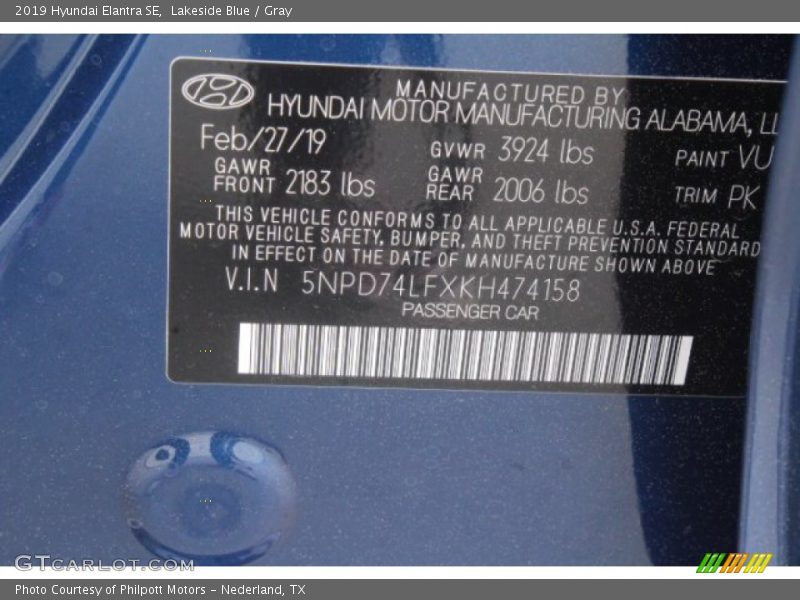 2019 Hyundai Elantra SE, Lakeside Blue / Gray
MANUFACTURED BY
HYUNDAI MOTOR MANUFACTURING ALABAMA, LL
Feb/27/19 GVWR 3924 lbs PAINT VU
GAWR FRONT 2183 lbs GAWR REAR 2006 lbs TRIM PK
THIS VEHICLE CONFORMS TO ALL APPLICABLE U.S.A. FEDERAL
MOTOR VEHICLE SAFETY, BUMPER, AND THEFT PREVENTION STANDARD
IN EFFECT ON THE DATE OF MANUFACTURE SHOWN ABOVE
V.I.N 5NPD74LFXKH474158
PASSENGER CAR
GTCARLOT.COM
Photo Courtesy of Philpott Motors - Nederland, TX